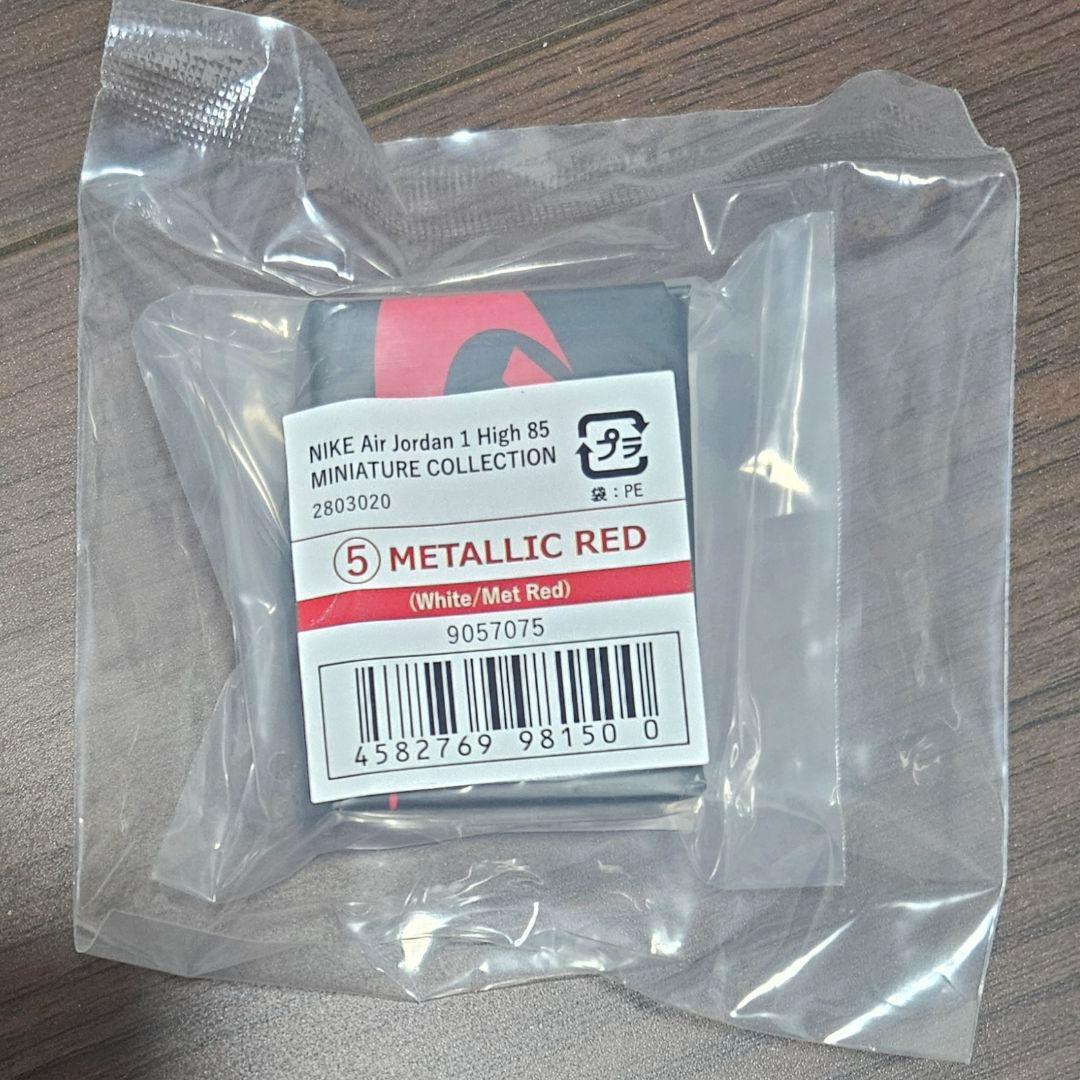 NIKE Air Jordan 1 High 85
MINIATURE COLLECTION
2803020
プラ
袋：PE
⑤ METALLIC RED
(White/Met Red)
9057075
4582769 98150 0